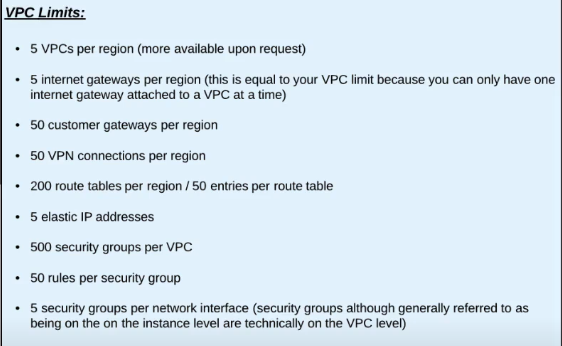 VPC Limits:
• 5 VPCs per region (more available upon request)
• 5 internet gateways per region (this is equal to your VPC limit because you can only have one
internet gateway attached to a VPC at a time)
• 50 customer gateways per region
• 50 VPN connections per region
• 200 route tables per region / 50 entries per route table
• 5 elastic IP addresses
• 500 security groups per VPC
• 50 rules per security group
• 5 security groups per network interface (security groups although generally referred to as
being on the on the instance level are technically on the VPC level)